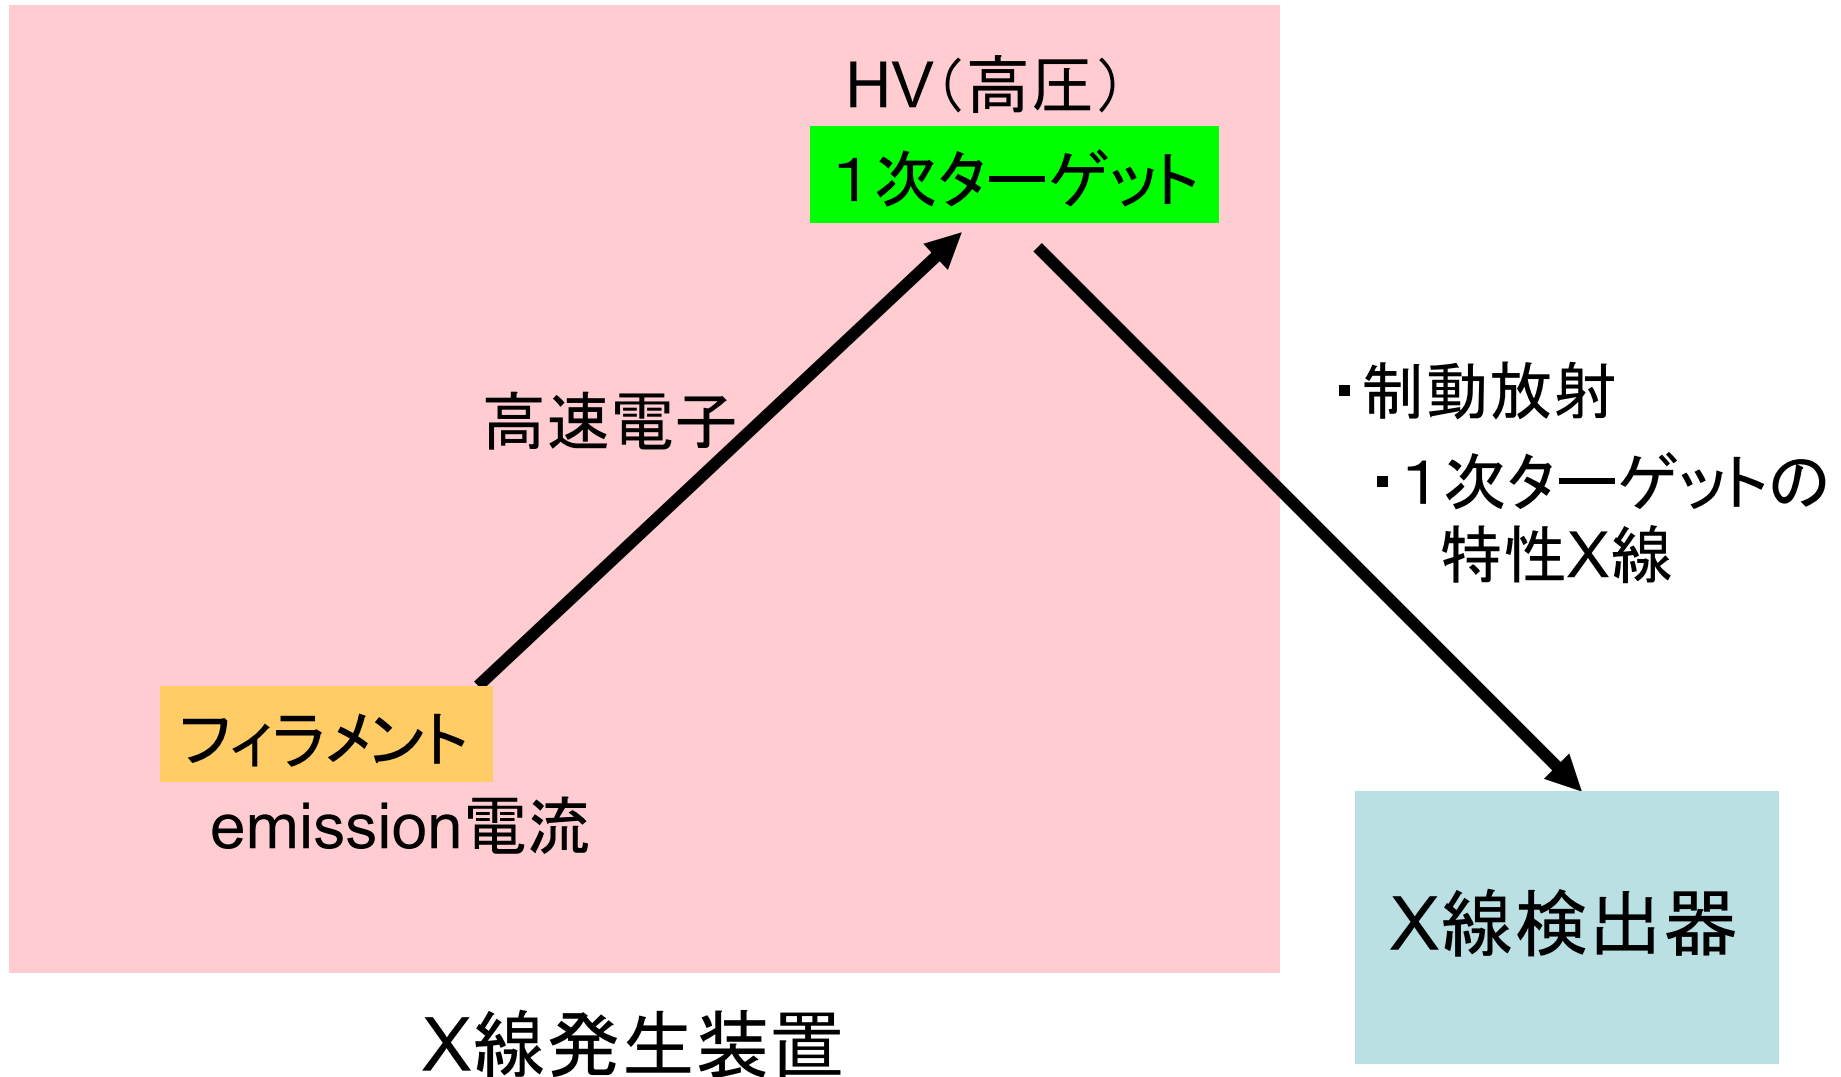 HV（高圧）
１次ターゲット
高速電子
・制動放射
・１次ターゲットの
特性X線
フィラメント
emission電流
X線検出器
X線発生装置